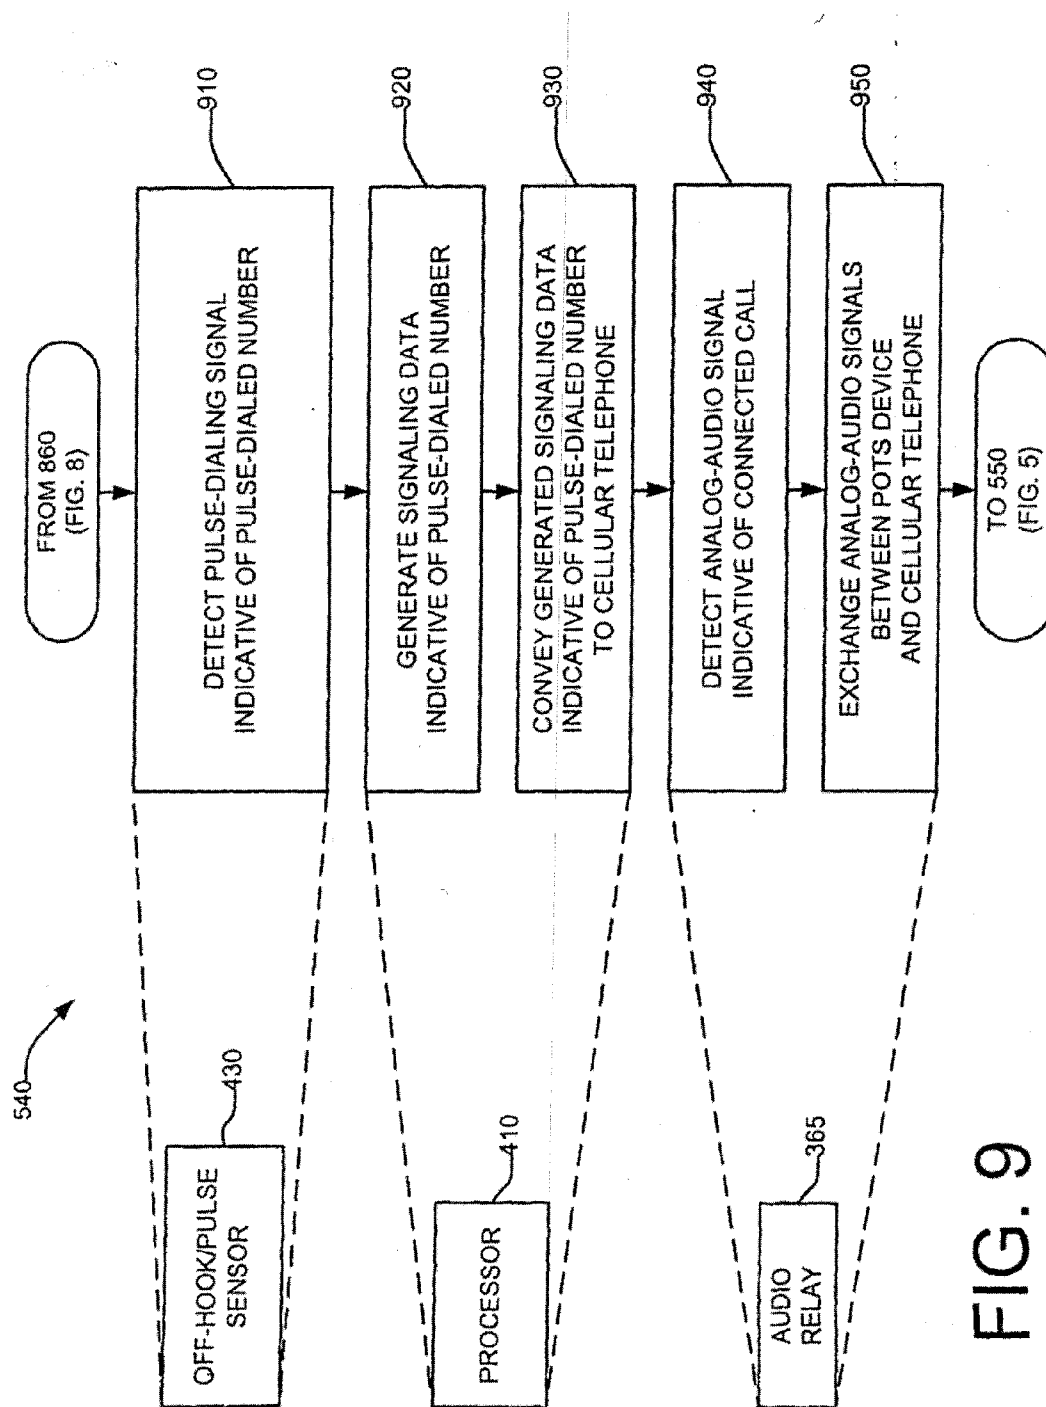 540
FROM 860
(FIG. 8)
OFF-HOOK/PULSE
SENSOR
430
DETECT PULSE-DIALING SIGNAL
INDICATIVE OF PULSE-DIALED NUMBER
910
PROCESSOR
410
GENERATE SIGNALING DATA
INDICATIVE OF PULSE-DIALED NUMBER
920
CONVEY GENERATED SIGNALING DATA
INDICATIVE OF PULSE-DIALED NUMBER
TO CELLULAR TELEPHONE
930
AUDIO
RELAY
365
DETECT ANALOG-AUDIO SIGNAL
INDICATIVE OF CONNECTED CALL
940
EXCHANGE ANALOG-AUDIO SIGNALS
BETWEEN POTS DEVICE
AND CELLULAR TELEPHONE
950
TO 550
(FIG. 5)
FIG. 9